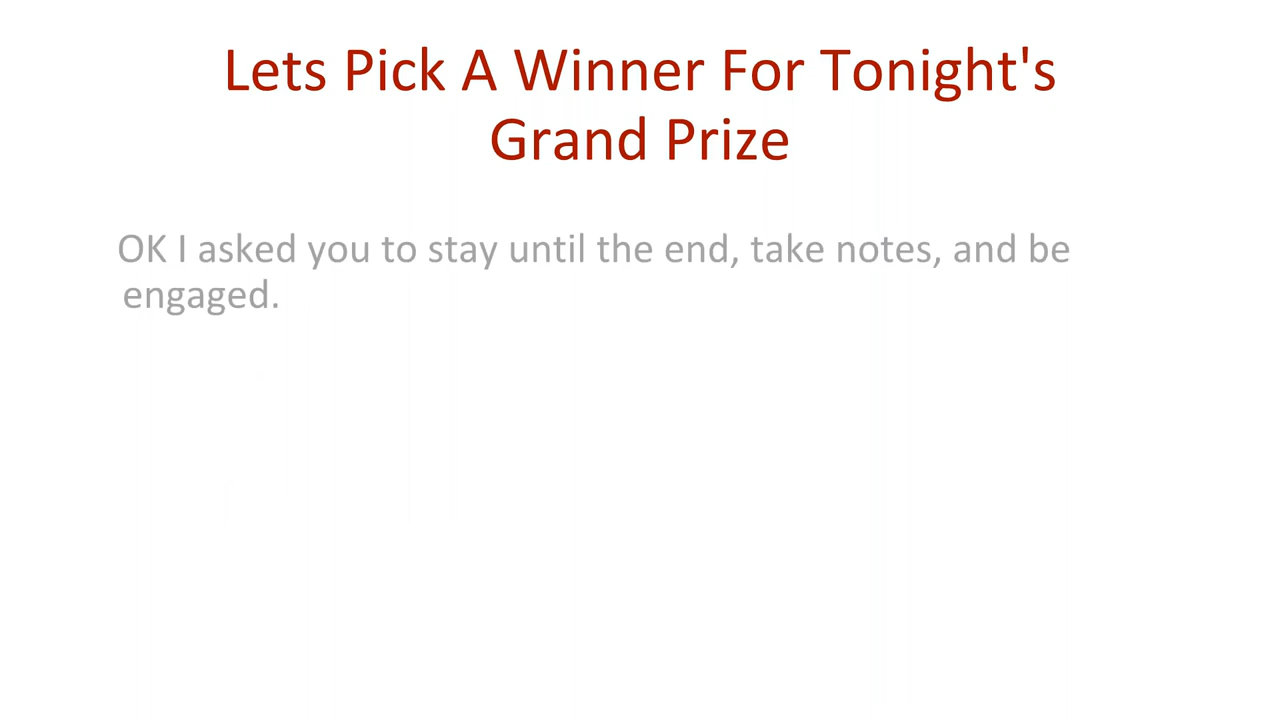 Lets Pick A Winner For Tonight's
Grand Prize
OK I asked you to stay until the end, take notes, and be
engaged.